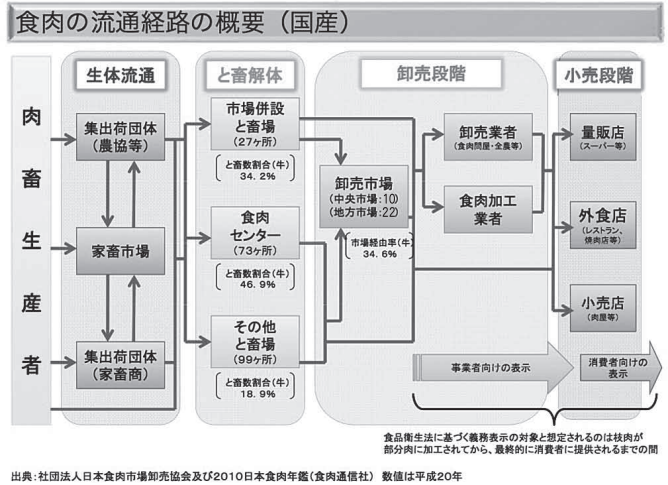 食肉の流通経路の概要（国産）
生体流通
と畜解体
卸売段階
小売段階
肉畜生産者
集出荷団体
（農協等）
家畜市場
集出荷団体
（家畜商）
市場併設
と畜場
（27ヶ所）
と畜数割合(牛)
34.2％
食肉
センター
（73ヶ所）
と畜数割合(牛)
46.9％
その他
と畜場
（99ヶ所）
と畜数割合(牛)
18.9％
卸売市場
（中央市場:10）
（地方市場:22）
市場経由率(牛)
34.6％
卸売業者
（食肉問屋・全農等）
食肉加工
業者
量販店
（スーパー等）
外食店
（レストラン、
焼肉店等）
小売店
（肉屋等）
事業者向けの表示
消費者向けの
表示
食品衛生法に基づく義務表示の対象と想定されるのは枝肉が
部分肉に加工されてから、最終的に消費者に提供されるまでの間
出典：社団法人日本食肉市場卸売協会及び2010日本食肉年鑑（食肉通信社） 数値は平成20年